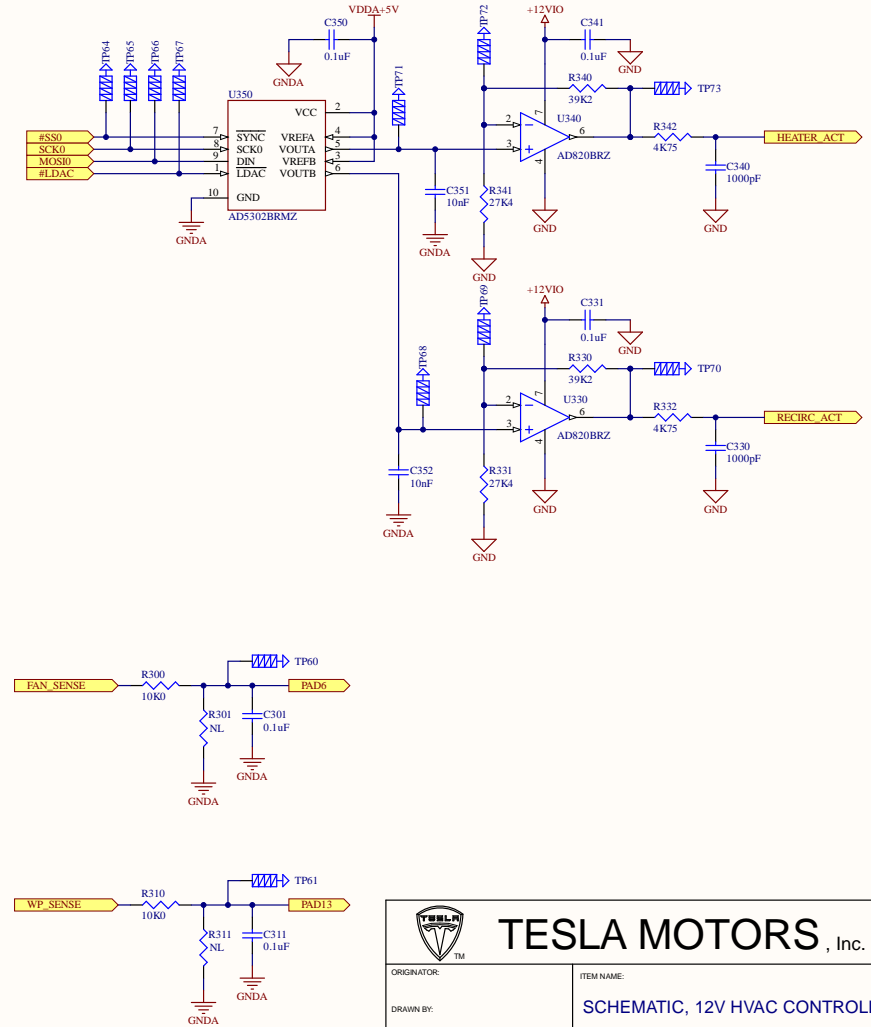 VDDA+5V
C350
0.1uF
GNDA
TP64
TP65
TP66
TP67
TP71
TP72
+12VIO
C341
0.1uF
GND
R340
39K2
TP73
U350
VCC
2
7
SYNC
VREFA
4
8
SCK0
VOUTA
5
9
DIN
VREFB
3
1
LDAC
VOUTB
6
10
GND
AD5302BRMZ
GNDA
#SS0
SCK0
MOSI0
#LDAC
2
3
7
4
6
U340
AD820BRZ
R342
4K75
HEATER_ACT
C340
1000pF
GND
C351
10nF
GNDA
R341
27K4
GND
GND
TP69
+12VIO
C331
0.1uF
GND
TP68
R330
39K2
TP70
2
3
7
4
6
U330
AD820BRZ
R332
4K75
RECIRC_ACT
C330
1000pF
GND
C352
10nF
GNDA
R331
27K4
GND
GND
TP60
FAN_SENSE
R300
10K0
PAD6
R301
NL
C301
0.1uF
GNDA
GNDA
TP61
WP_SENSE
R310
10K0
PAD13
R311
NL
C311
0.1uF
GNDA
GNDA
TESLA
TM
TESLA MOTORS , Inc.
ORIGINATOR:
ITEM NAME:
DRAWN BY:
SCHEMATIC, 12V HVAC CONTROLL